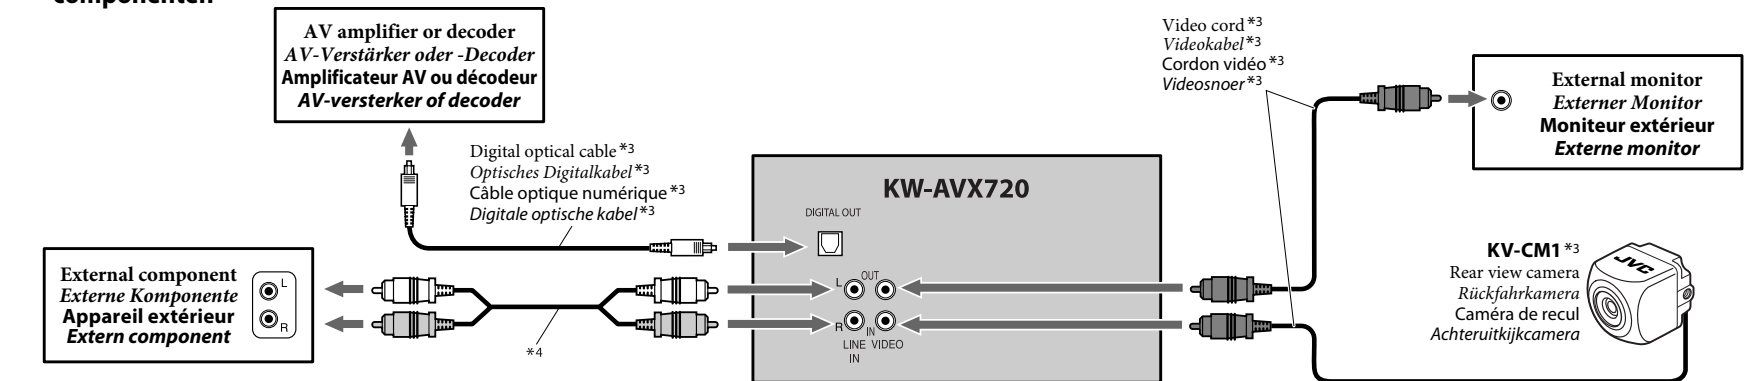 componenten
AV amplifier or decoder
AV-Verstärker oder -Decoder
Amplificateur AV ou décodeur
AV-versterker of decoder
Digital optical cable *3
Optisches Digitalkabel *3
Câble optique numérique *3
Digitale optische kabel *3
External component
Externe Komponente
Appareil extérieur
Extern component
L
R
*4
KW-AVX720
DIGITAL OUT
OUT
L
R
IN
LINE IN
VIDEO
Video cord *3
Videokabel *3
Cordon vidéo *3
Videosnoer *3
External monitor
Externer Monitor
Moniteur extérieur
Externe monitor
KV-CM1 *3
Rear view camera
Rückfahrkamera
Caméra de recul
Achteruitkijkcamera
JVC